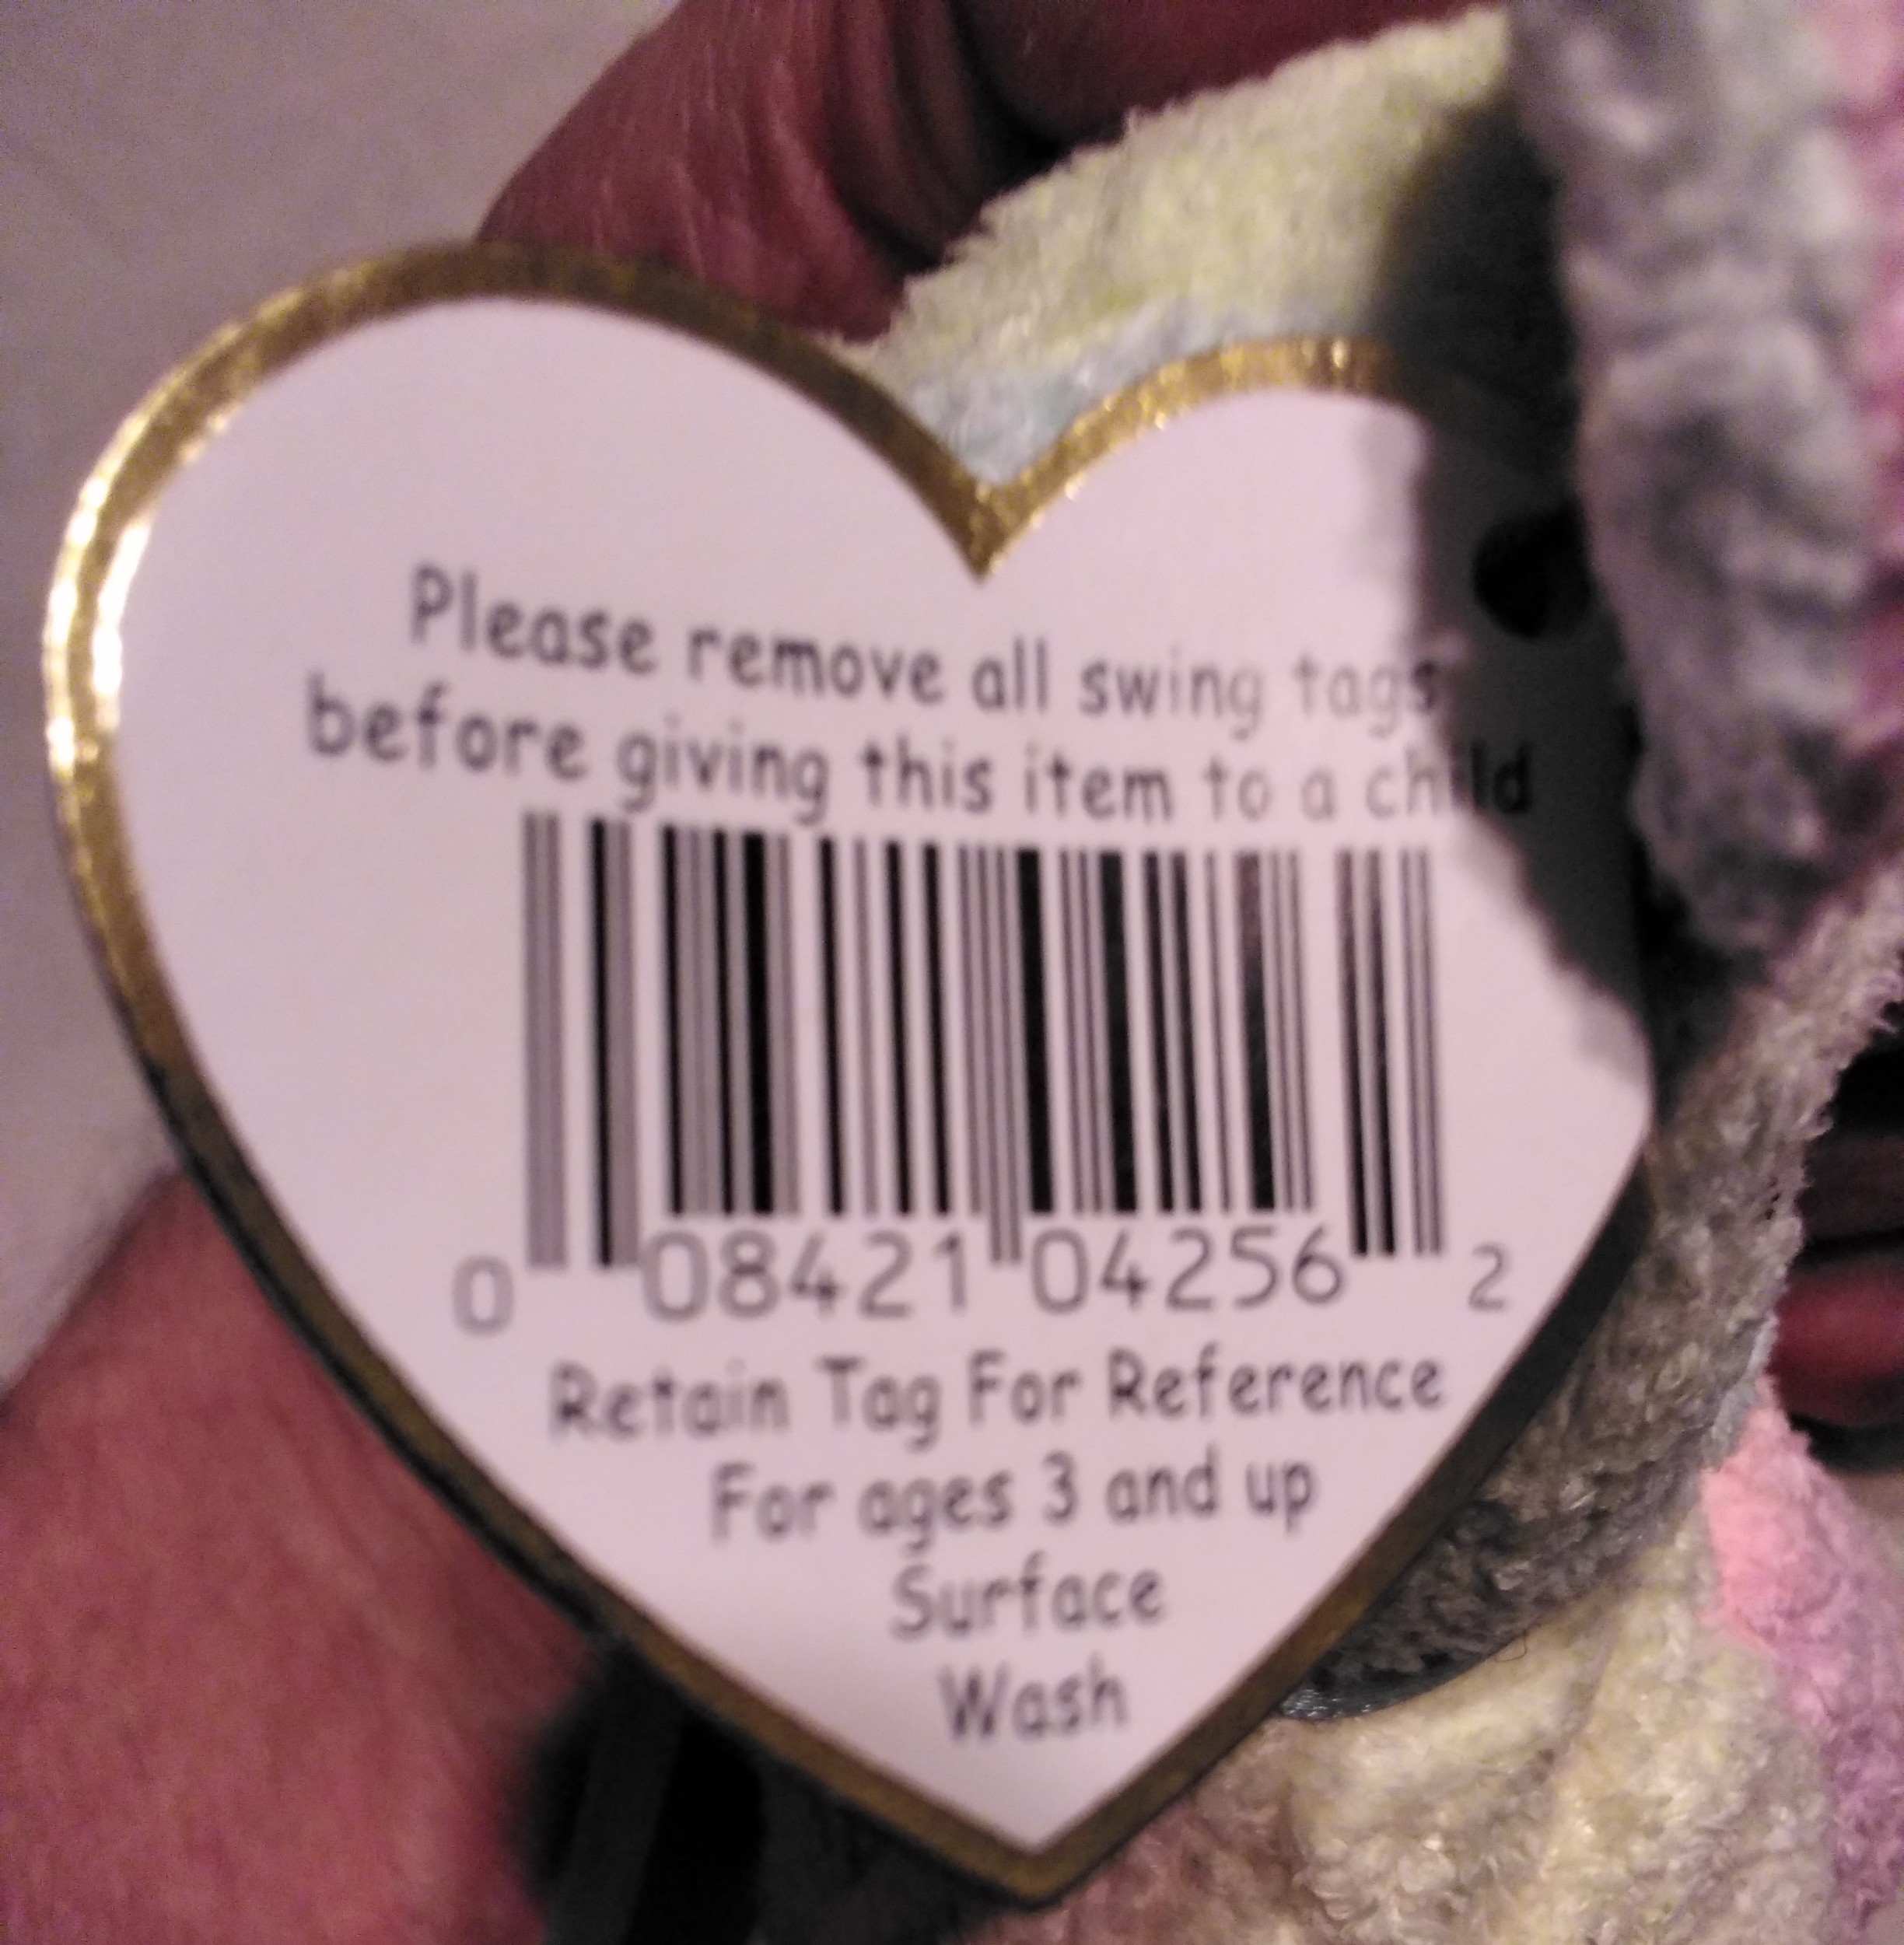 Please remove all swing tags
before giving this item to a child
0 08421 04256 2
Retain Tag For Reference
For ages 3 and up
Surface
Wash